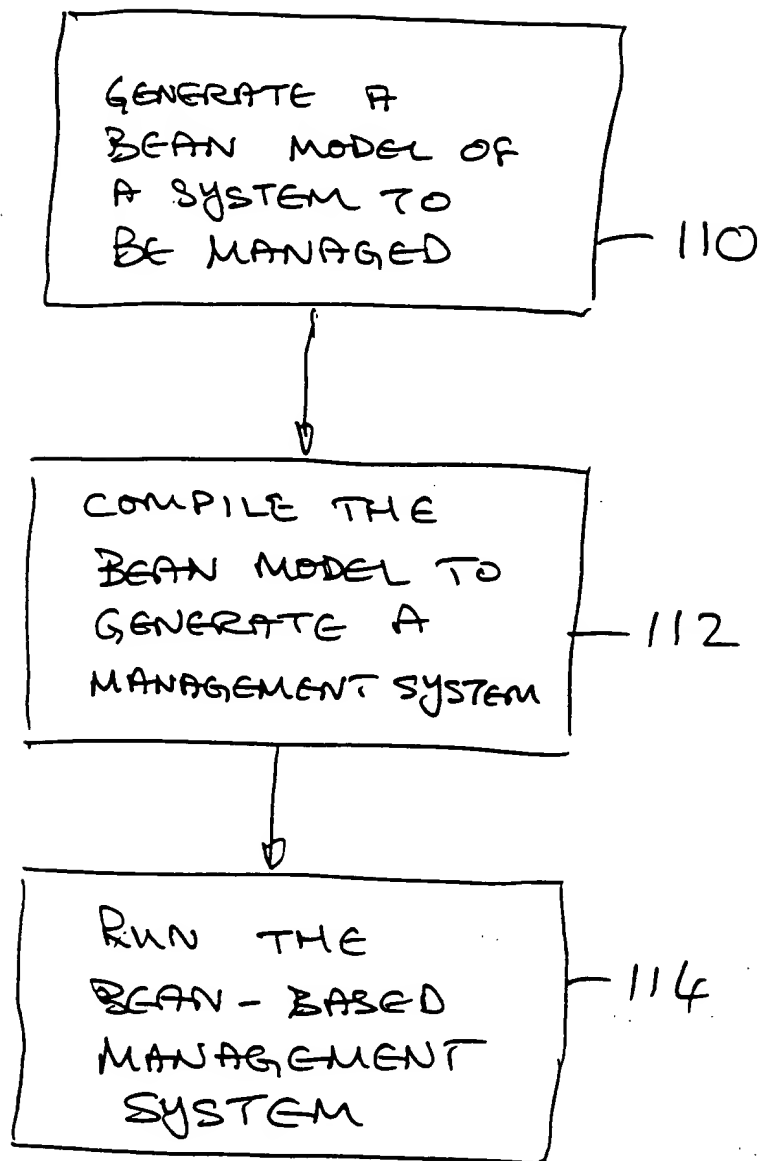 GENERATE A
BEAN MODEL OF
A SYSTEM TO
BE MANAGED
110
COMPILE THE
BEAN MODEL TO
GENERATE A
MANAGEMENT SYSTEM
112
RUN THE
BEAN-BASED
MANAGEMENT
SYSTEM
114